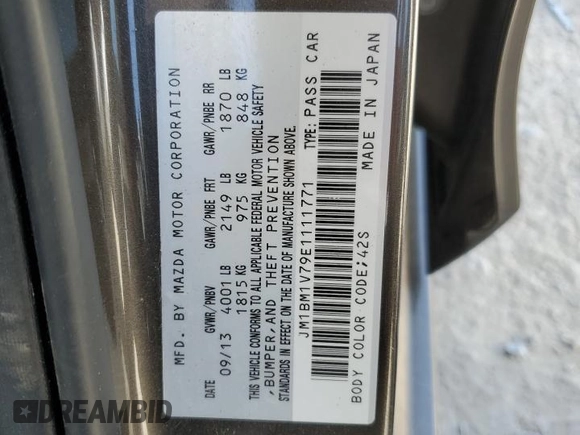 MFD. BY MAZDA MOTOR CORPORATION
DATE GVWR/PNBV GAWR/PNBE FRT GAWR/PNBE RR
09/13 4001 LB 2149 LB 1870 LB
1815 KG 975 KG 848 KG
THIS VEHICLE CONFORMS TO ALL APPLICABLE FEDERAL MOTOR VEHICLE SAFETY
,BUMPER,AND THEFT PREVENTION
STANDARDS IN EFFECT ON THE DATE OF MANUFACTURE SHOWN ABOVE.
JM1BM1V79E1111771 TYPE: PASS CAR
BODY COLOR CODE;42S MADE IN JAPAN
DREAMBID